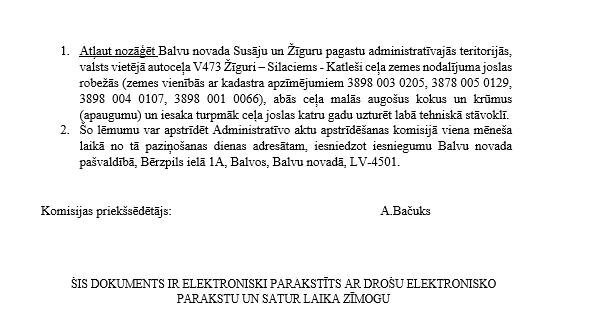 1. Atļaut nozāģēt Balvu novada Susāju un Žīguru pagastu administratīvajās teritorijās,
valsts vietējā autoceļa V473 Žīguri – Silaciems - Katleši ceļa zemes nodalījuma joslas
robežās (zemes vienībās ar kadastra apzīmējumiem 3898 003 0205, 3878 005 0129,
3898 004 0107, 3898 001 0066), abās ceļa malās augošus kokus un krūmus
(apaugumu) un iesaka turpmāk ceļa joslas katru gadu uzturēt labā tehniskā stāvoklī.
2. Šo lēmumu var apstrīdēt Administratīvo aktu apstrīdēšanas komisijā viena mēneša
laikā no tā paziņošanas dienas adresātam, iesniedzot iesniegumu Balvu novada
pašvaldībā, Bērzpils ielā 1A, Balvos, Balvu novadā, LV-4501.
Komisijas priekšsēdētājs: A.Bačuks
ŠIS DOKUMENTS IR ELEKTRONISKI PARAKSTĪTS AR DROŠU ELEKTRONISKO
PARAKSTU UN SATUR LAIKA ZĪMOGU